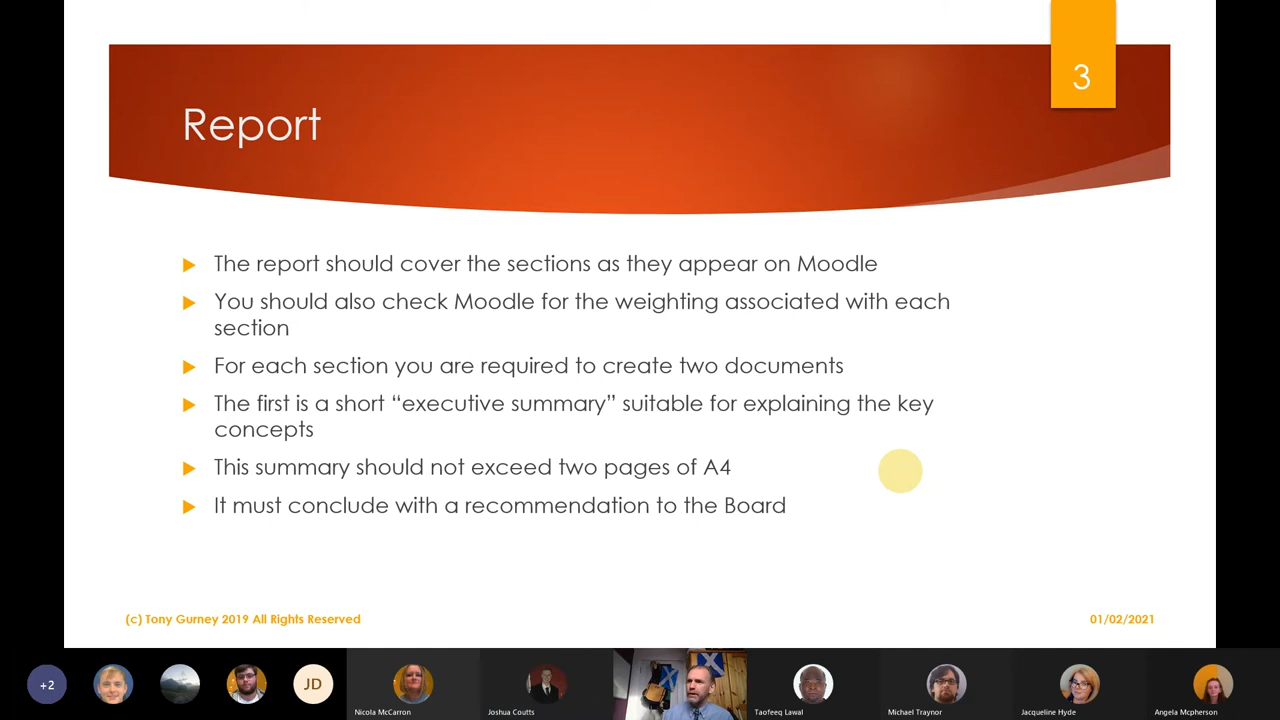 3
Report
The report should cover the sections as they appear on Moodle
You should also check Moodle for the weighting associated with each
section
For each section you are required to create two documents
The first is a short “executive summary” suitable for explaining the key
concepts
This summary should not exceed two pages of A4
It must conclude with a recommendation to the Board
(c) Tony Gurney 2019 All Rights Reserved
01/02/2021
+2
JD
Nicola McCarron
Joshua Coutts
Taofeeq Lawal
Michael Traynor
Jacqueline Hyde
Angela Mcpherson